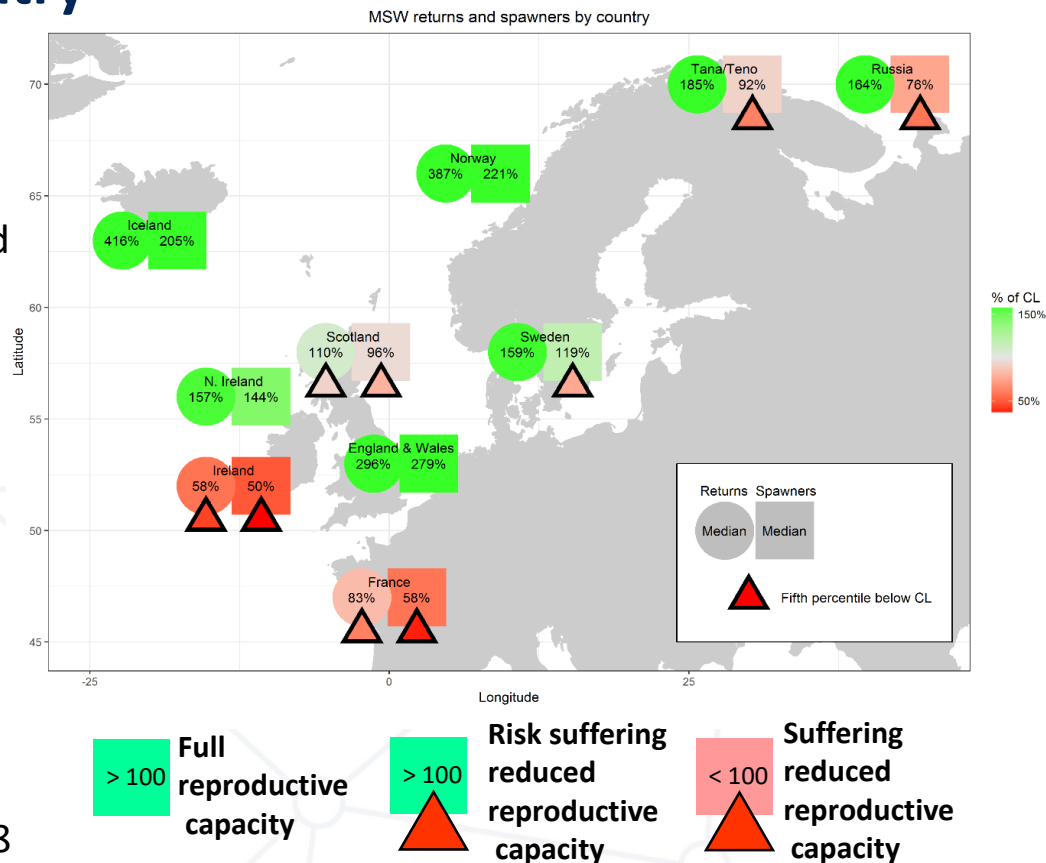 try
MSW returns and spawners by country
70
65
60
55
50
45
Latitude
-25
0
25
Longitude
Tana/Teno
185% 92%
Russia
164% 76%
Norway
387% 221%
Iceland
416% 205%
d
Scotland
110% 96%
Sweden
159% 119%
N. Ireland
157% 144%
England & Wales
296% 279%
Ireland
58% 50%
France
83% 58%
% of CL
150%
50%
Returns Spawners
Median Median
Fifth percentile below CL
> 100
Full
reproductive
capacity
> 100
Risk suffering
reduced
reproductive
capacity
< 100
Suffering
reduced
reproductive
capacity
8